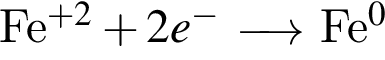 Fe⁺² + 2e⁻ ⟶ Fe⁰